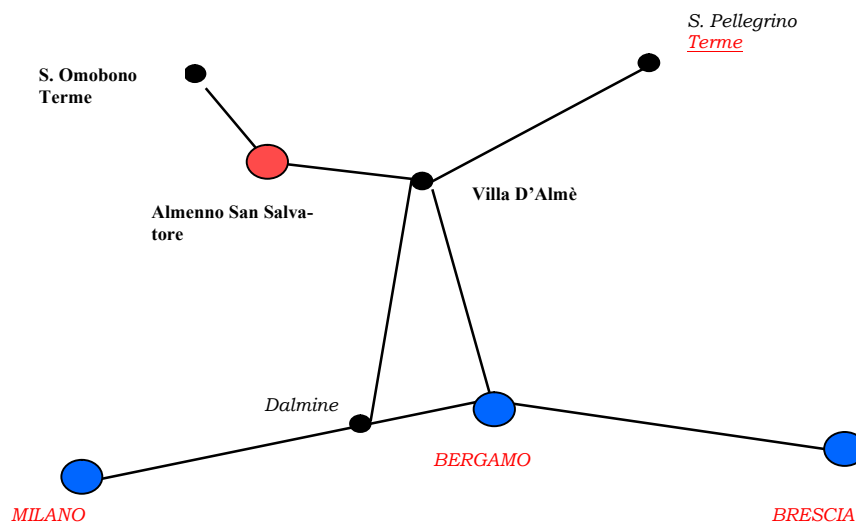 S. Pellegrino
Terme
S. Omobono
Terme
Villa D'Almè
Almenno San Salva-
tore
Dalmine
BERGAMO
MILANO
BRESCIA